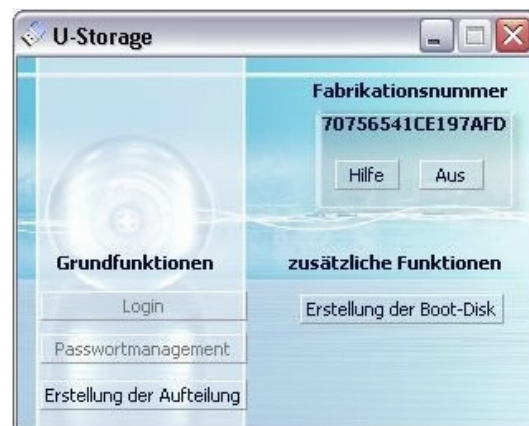 U-Storage
Fabrikationsnummer
70756541CE197AFD
Hilfe Aus
Grundfunktionen
Login
Passwortmanagement
Erstellung der Aufteilung
zusätzliche Funktionen
Erstellung der Boot-Disk